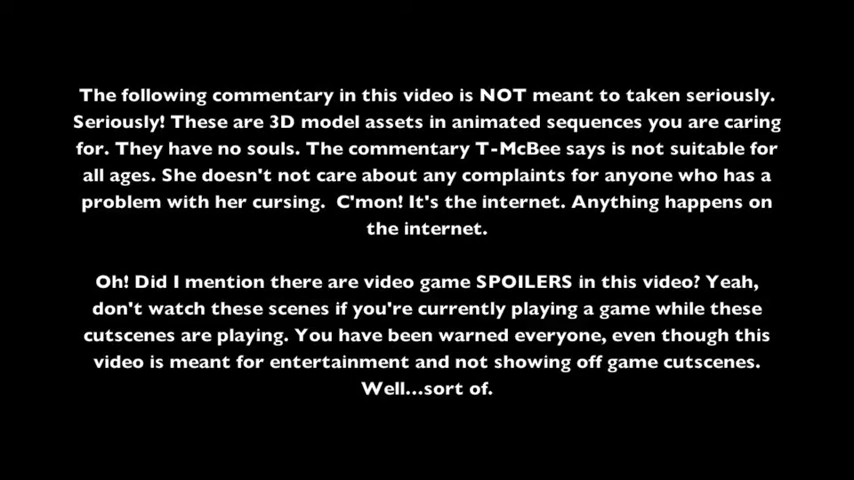 The following commentary in this video is NOT meant to taken seriously.
Seriously! These are 3D model assets in animated sequences you are caring
for. They have no souls. The commentary T-McBee says is not suitable for
all ages. She doesn't not care about any complaints for anyone who has a
problem with her cursing.  C'mon! It's the internet. Anything happens on
the internet.
Oh! Did I mention there are video game SPOILERS in this video? Yeah,
don't watch these scenes if you're currently playing a game while these
cutscenes are playing. You have been warned everyone, even though this
video is meant for entertainment and not showing off game cutscenes.
Well...sort of.